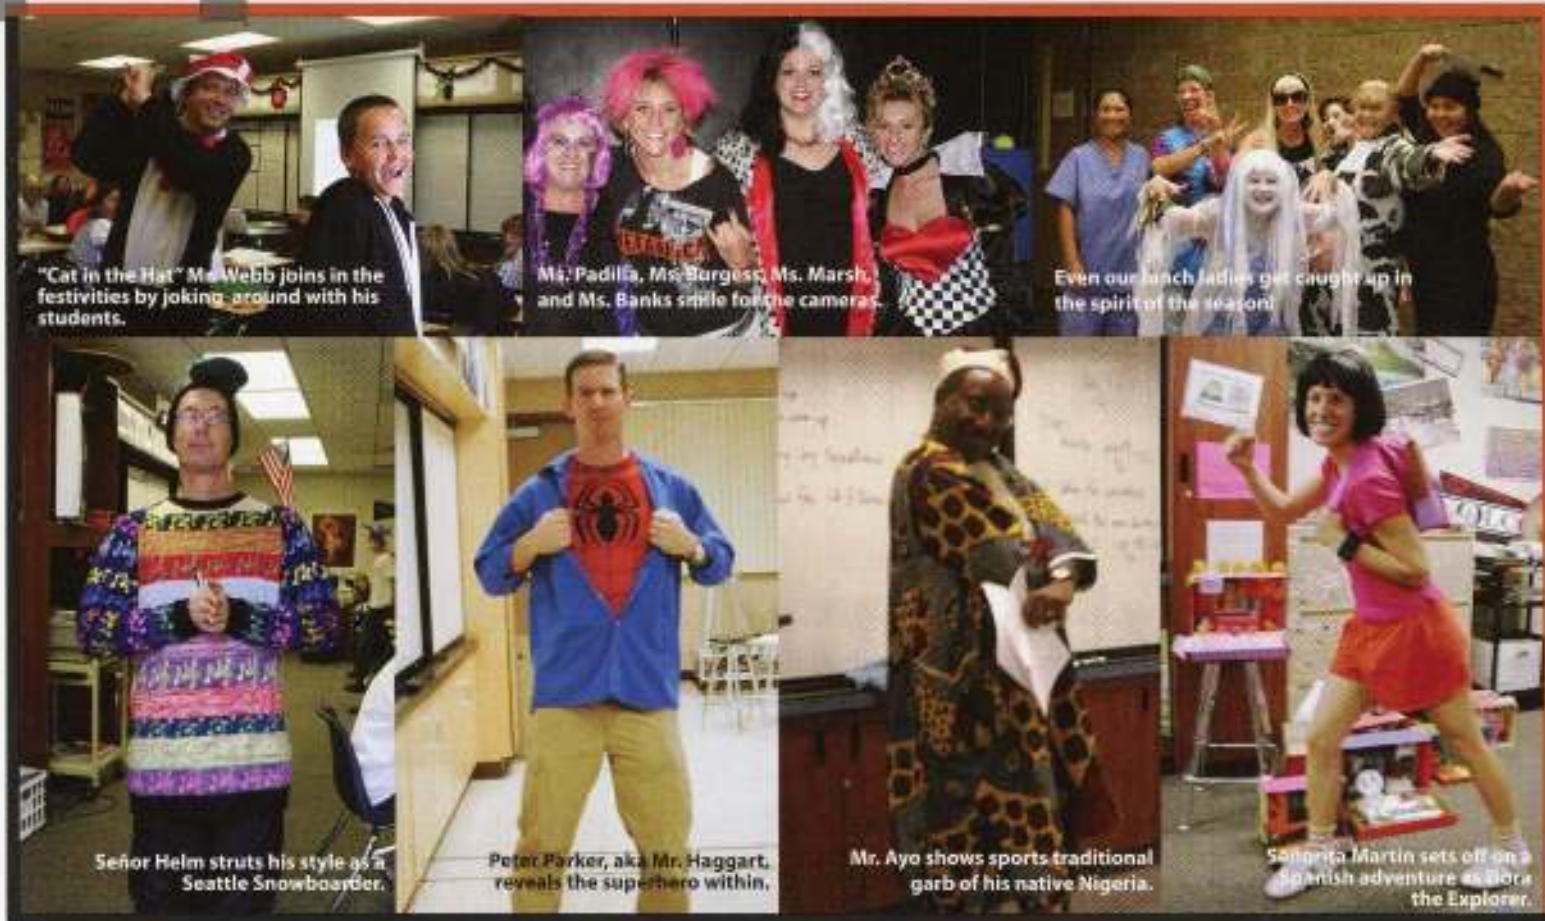 "Cat in the Hat" Mr. Webb joins in the
festivities by joking around with his
students.
Ms. Padilla, Ms. Burgess, Ms. Marsh,
and Ms. Banks smile for the cameras.
Even our lunch ladies get caught up in
the spirit of the season!
Señor Helm struts his style as a
Seattle Snowboarder.
Peter Parker, aka Mr. Haggart,
reveals the superhero within.
Mr. Ayo shows sports traditional
garb of his native Nigeria.
Señorita Martin sets off on a
Spanish adventure as Dora
the Explorer.